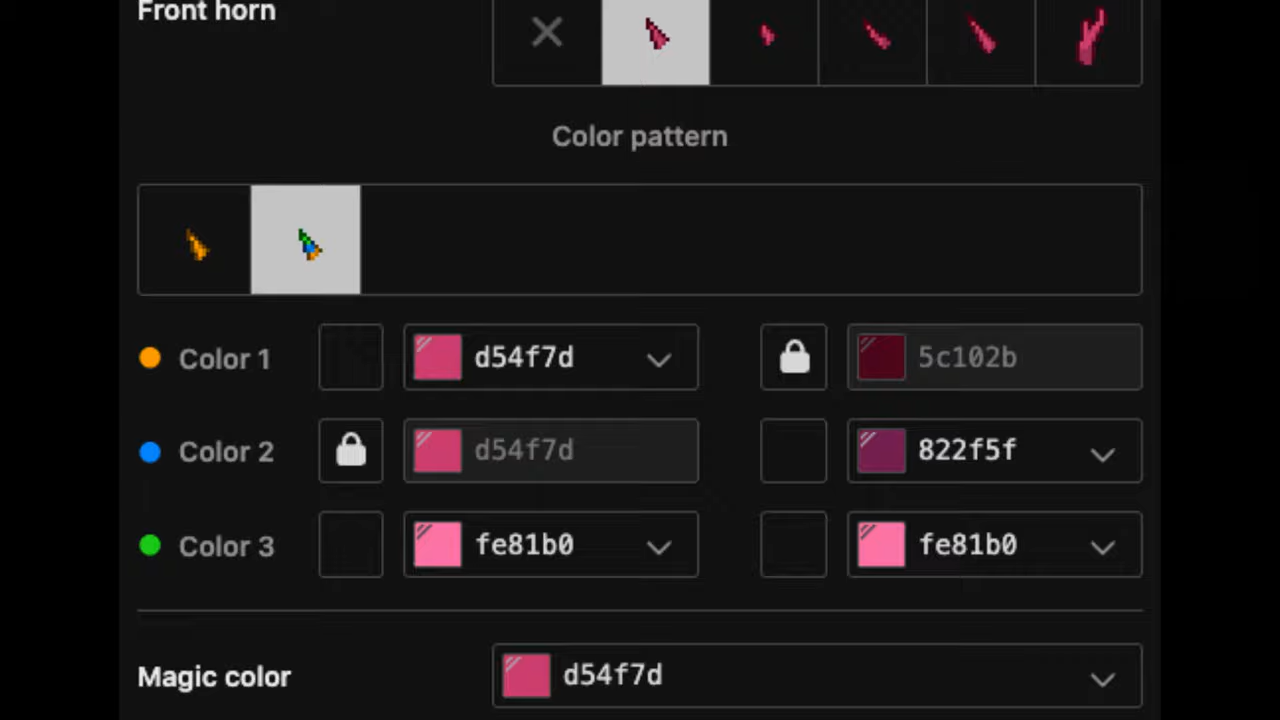 Front horn
Color pattern
Color 1 d54f7d 5c102b
Color 2 d54f7d 822f5f
Color 3 fe81b0 fe81b0
Magic color d54f7d